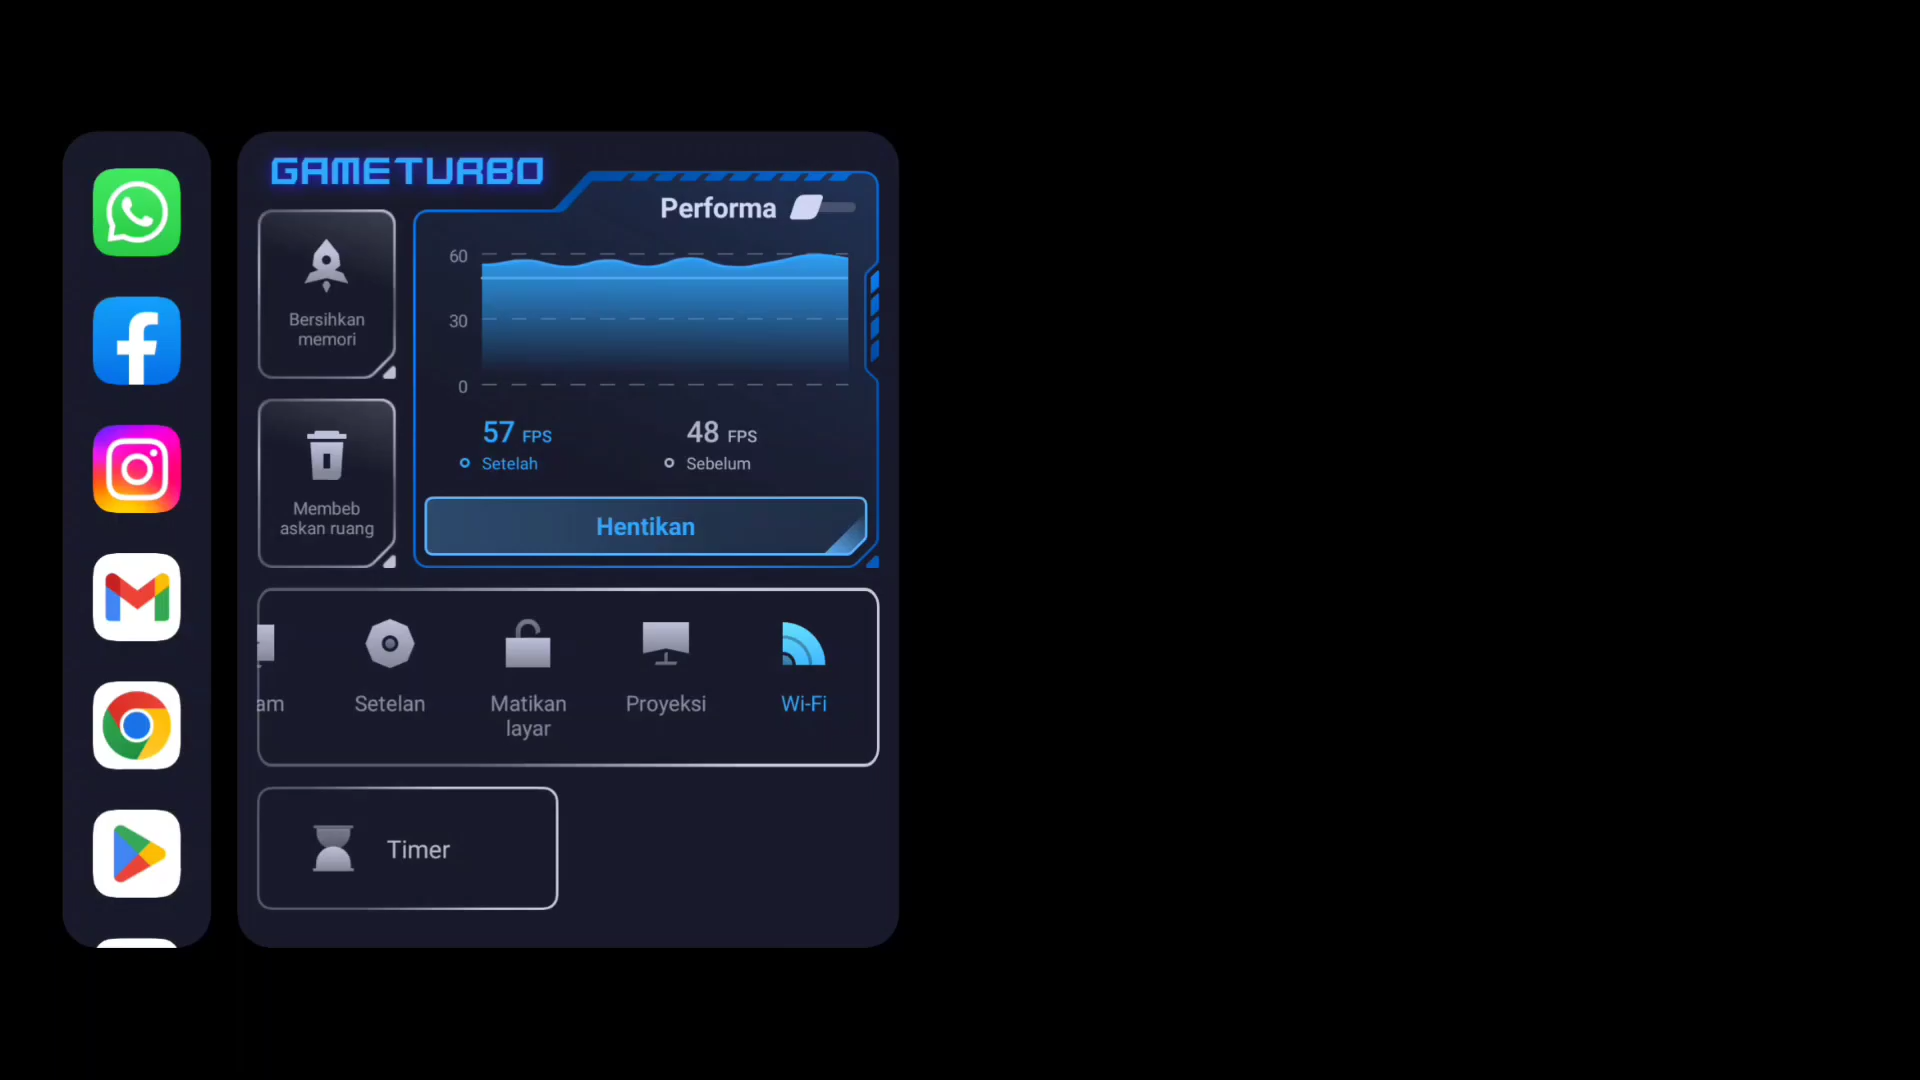 GAMETURBO
Performa
Bersihkan
memori
60
30
0
57 FPS
Setelah
48 FPS
Sebelum
Membeb
askan ruang
Hentikan
am
Setelan
Matikan
layar
Proyeksi
Wi-Fi
Timer